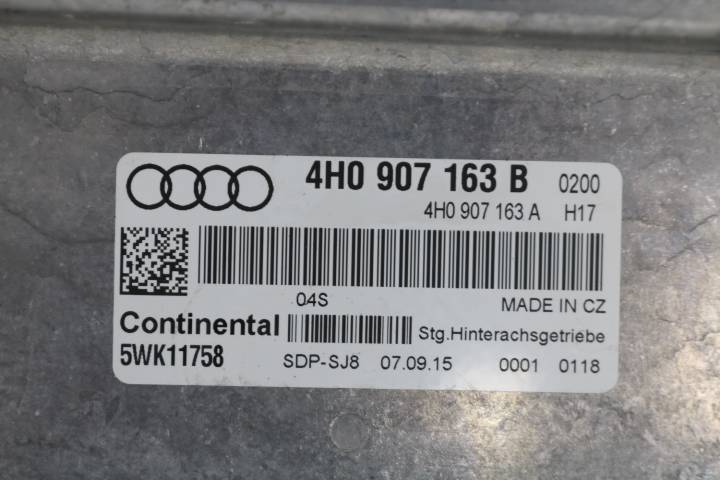 4H0 907 163 B 0200
4H0 907 163 A H17
04S MADE IN CZ
Continental Stg.Hinterachsgetriebe
5WK11758 SDP-SJ8 07.09.15 0001 0118